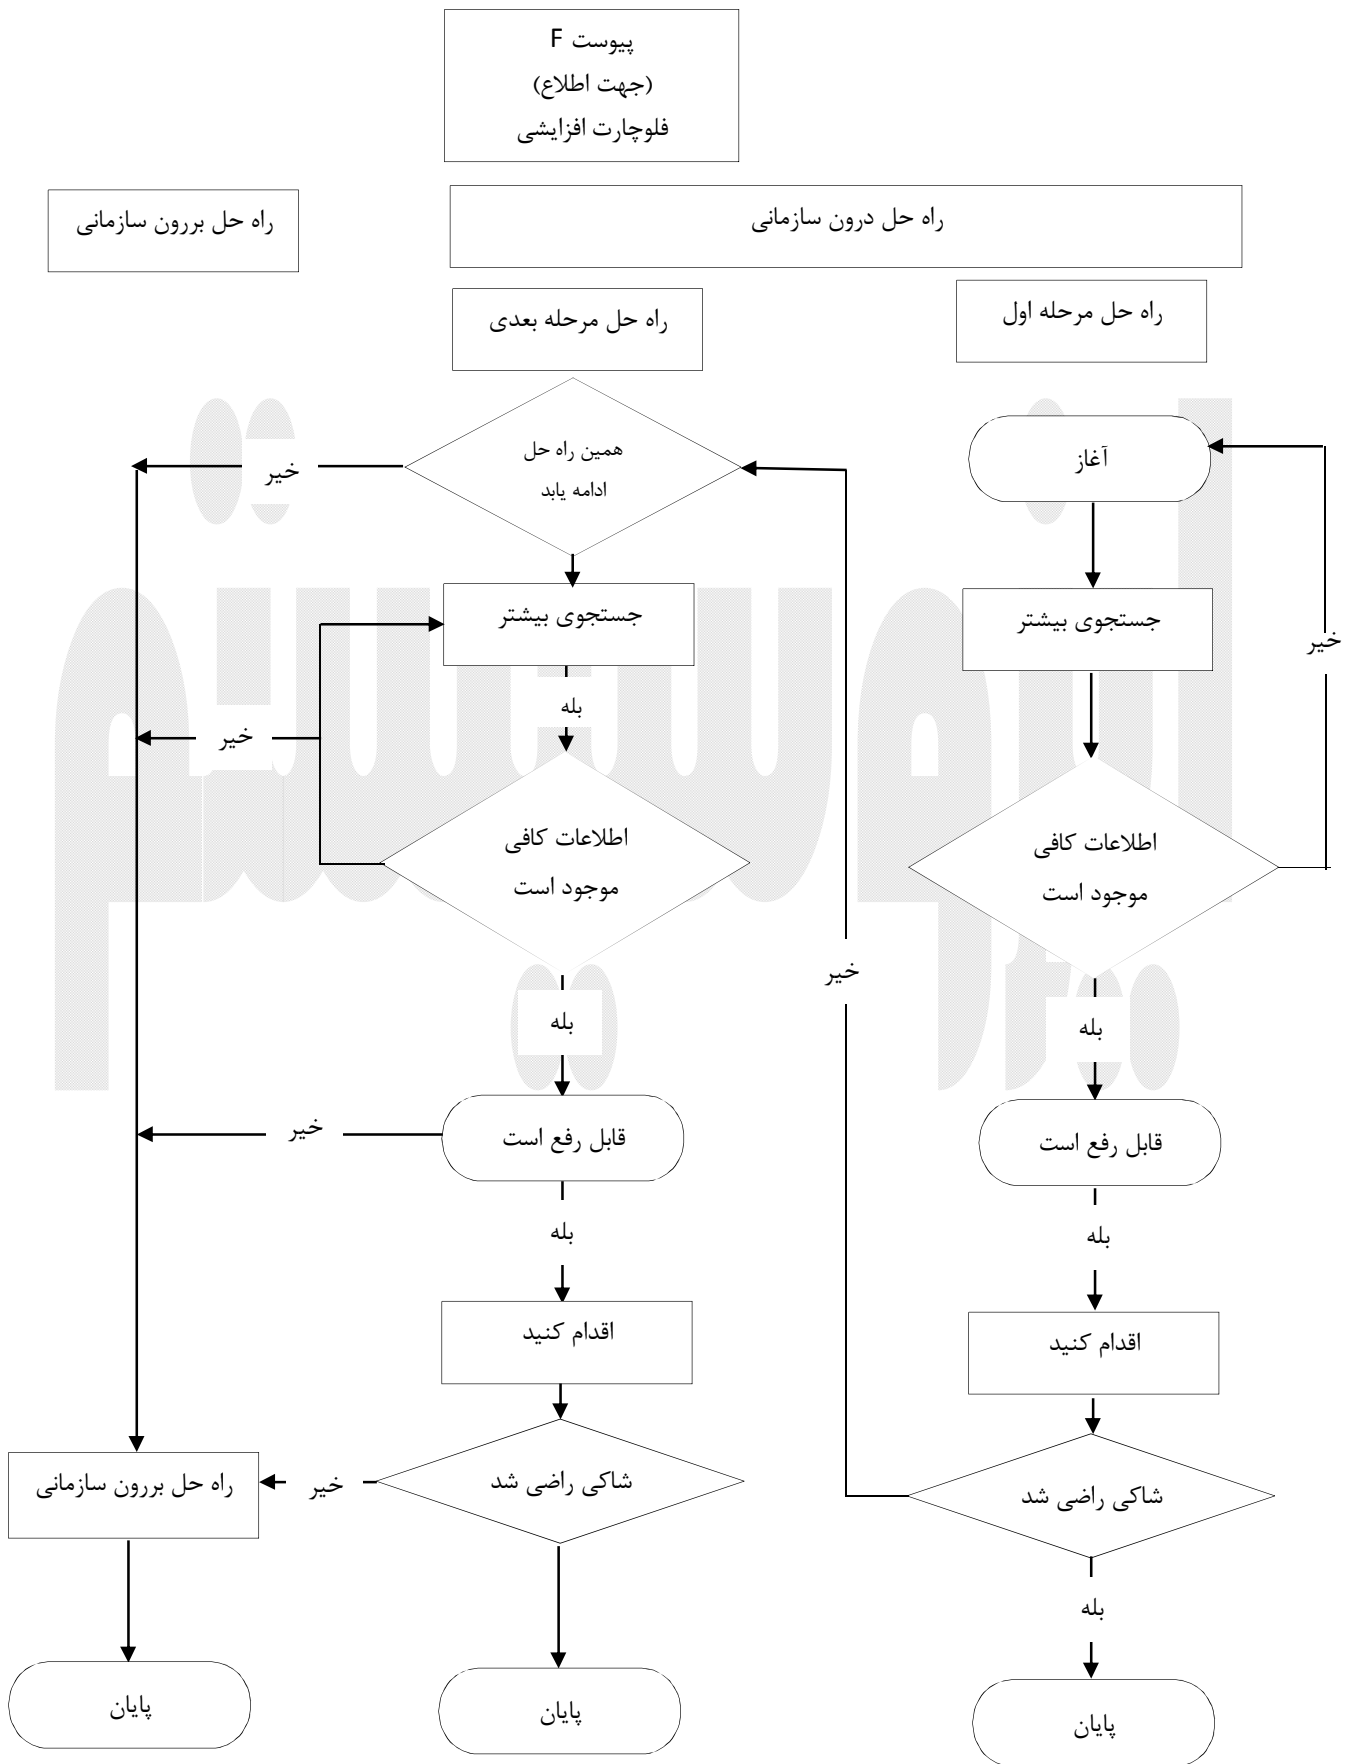 پیوست F
(جهت اطلاع)
فلوچارت افزایشی
راه حل درون سازمانی
راه حل بررون سازمانی
راه حل مرحله اول
راه حل مرحله بعدی
آغاز
همین راه حل
ادامه یابد
خیر
جستجوی بیشتر
جستجوی بیشتر
خیر
بله
خیر
اطلاعات کافی
موجود است
اطلاعات کافی
موجود است
خیر
بله
بله
قابل رفع است
قابل رفع است
خیر
بله
بله
اقدام کنید
اقدام کنید
شاکی راضی شد
شاکی راضی شد
خیر
راه حل بررون سازمانی
بله
پایان
پایان
پایان